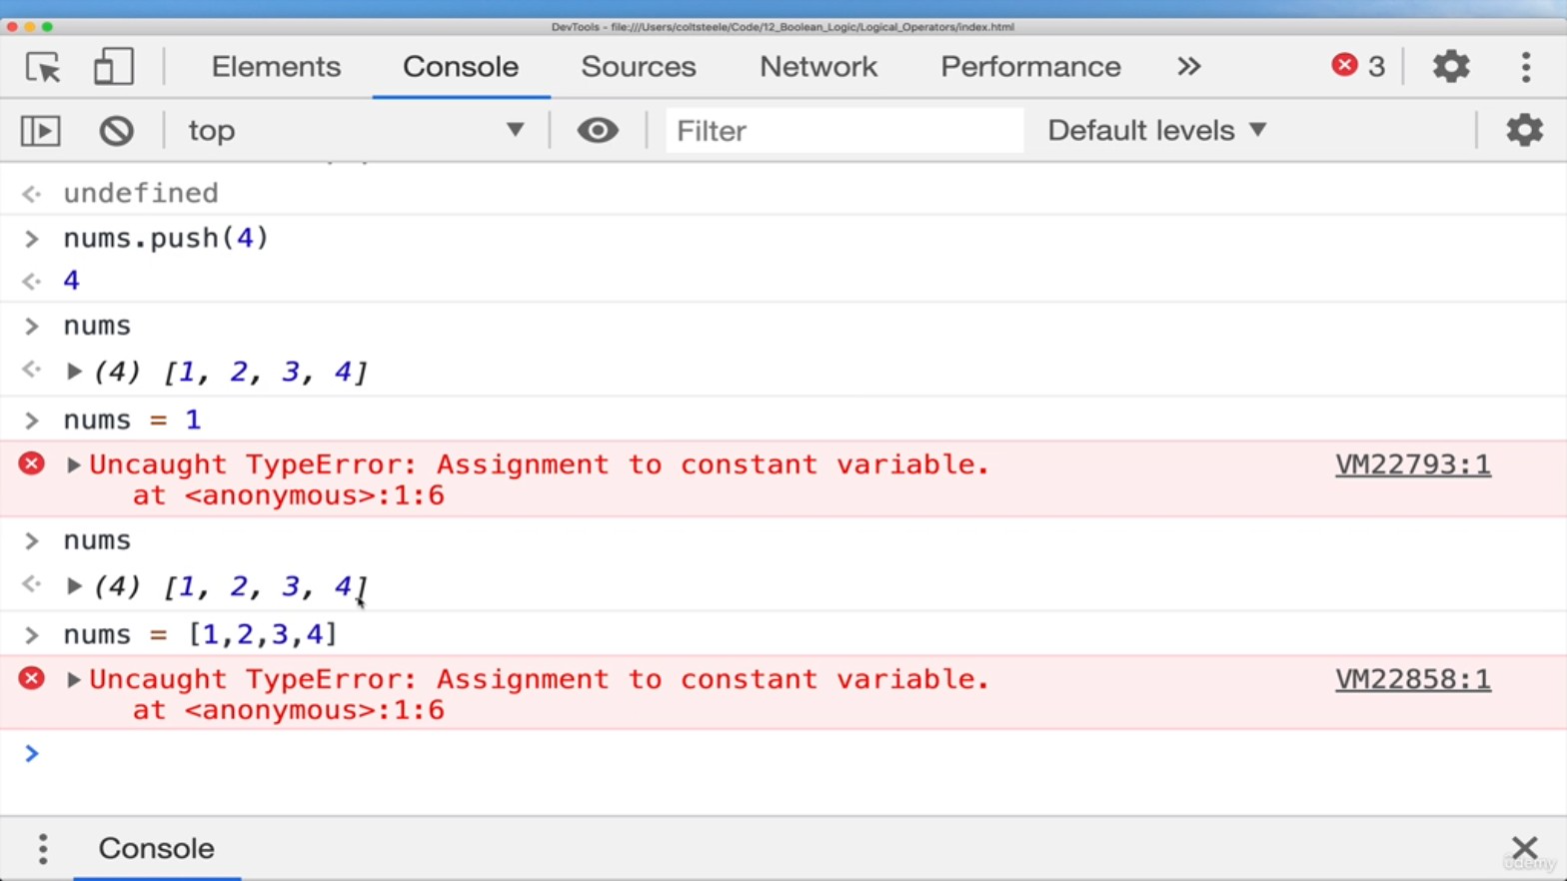 DevTools - file:///Users/coltsteele/Code/12_Boolean_Logic/Logical_Operators/index.html
Elements Console Sources Network Performance » 3
top Filter Default levels
undefined
nums.push(4)
4
nums
(4) [1, 2, 3, 4]
nums = 1
Uncaught TypeError: Assignment to constant variable. VM22793:1
at <anonymous>:1:6
nums
(4) [1, 2, 3, 4]
nums = [1,2,3,4]
Uncaught TypeError: Assignment to constant variable. VM22858:1
at <anonymous>:1:6
Console
ûdemy